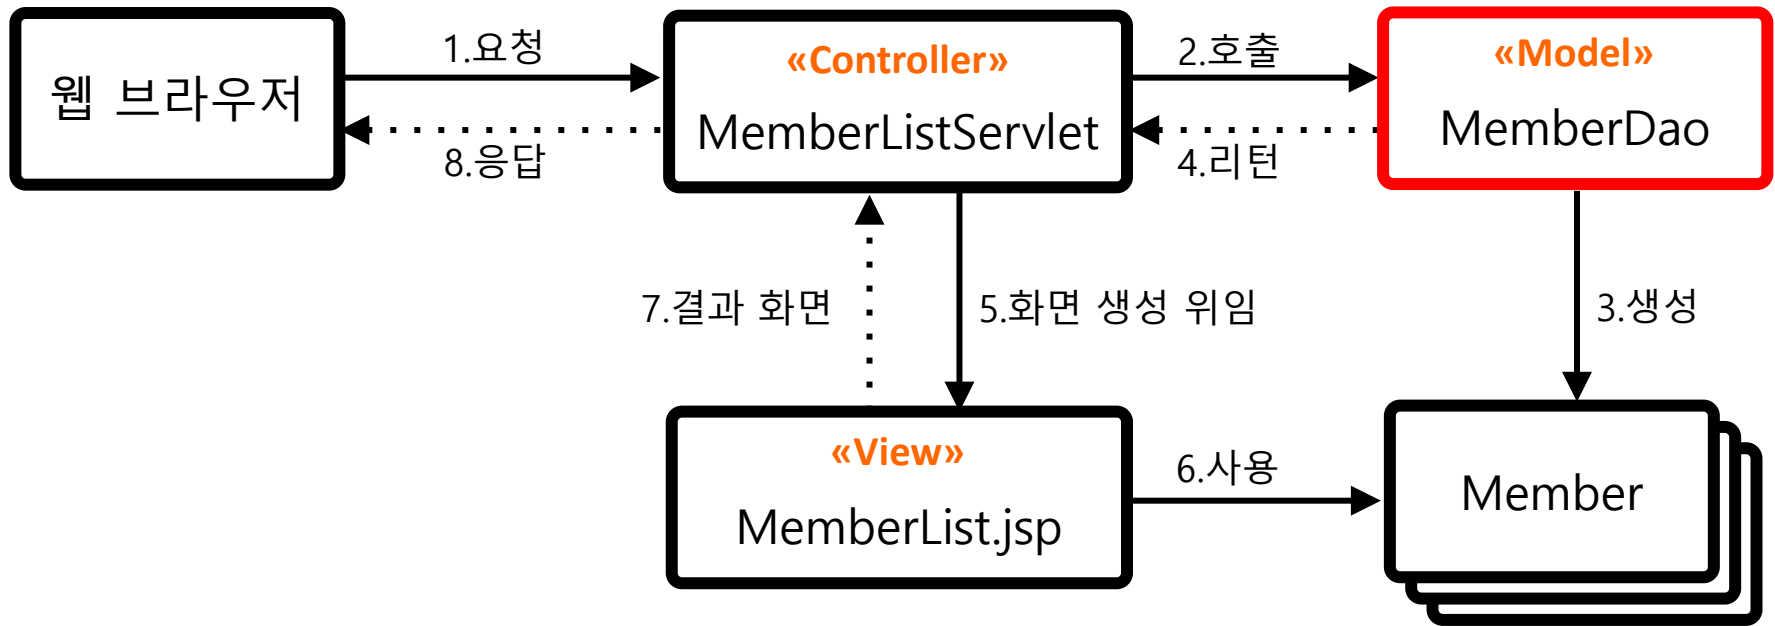 웹 브라우저
1.요청
8.응답
«Controller»
MemberListServlet
2.호출
4.리턴
«Model»
MemberDao
7.결과 화면
5.화면 생성 위임
3.생성
«View»
MemberList.jsp
6.사용
Member